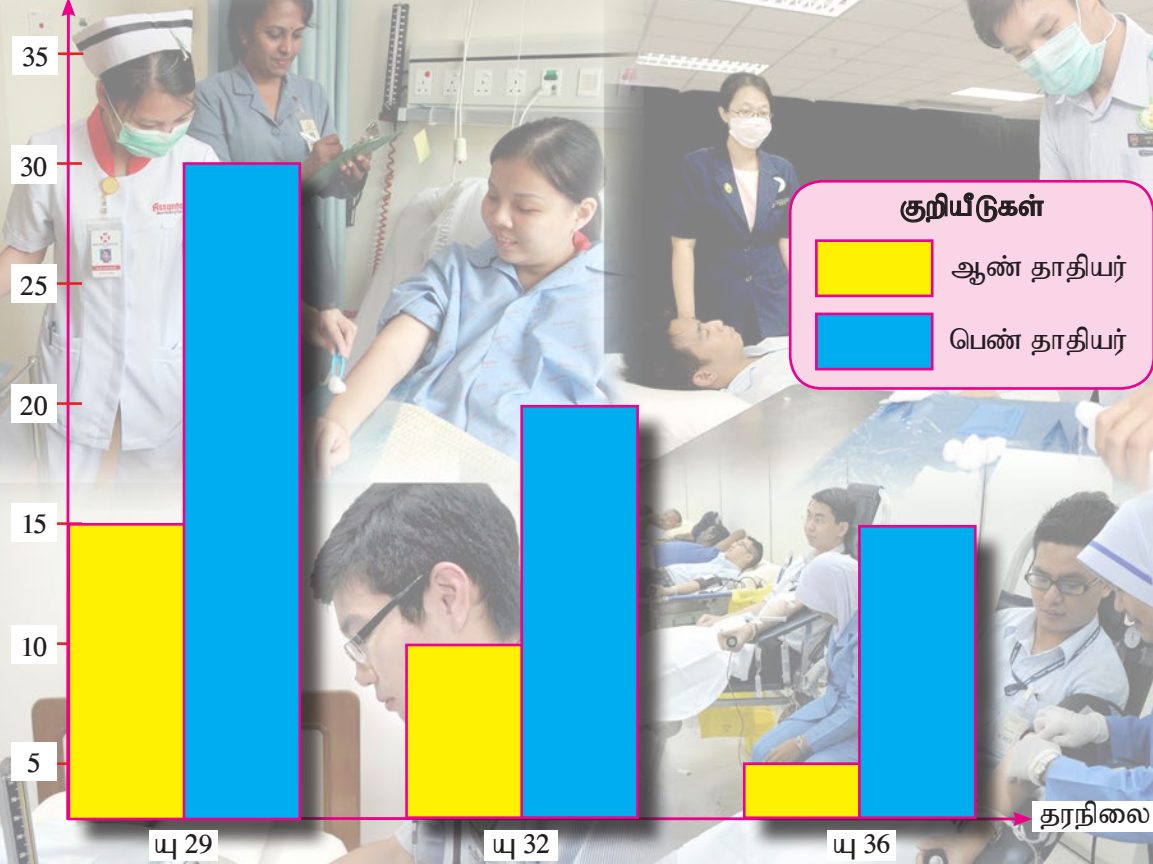 35
30
25
20
15
10
5
குறியீடுகள்
ஆண் தாதியர்
பெண் தாதியர்
தரநிலை
யு 29
யு 32
யு 36